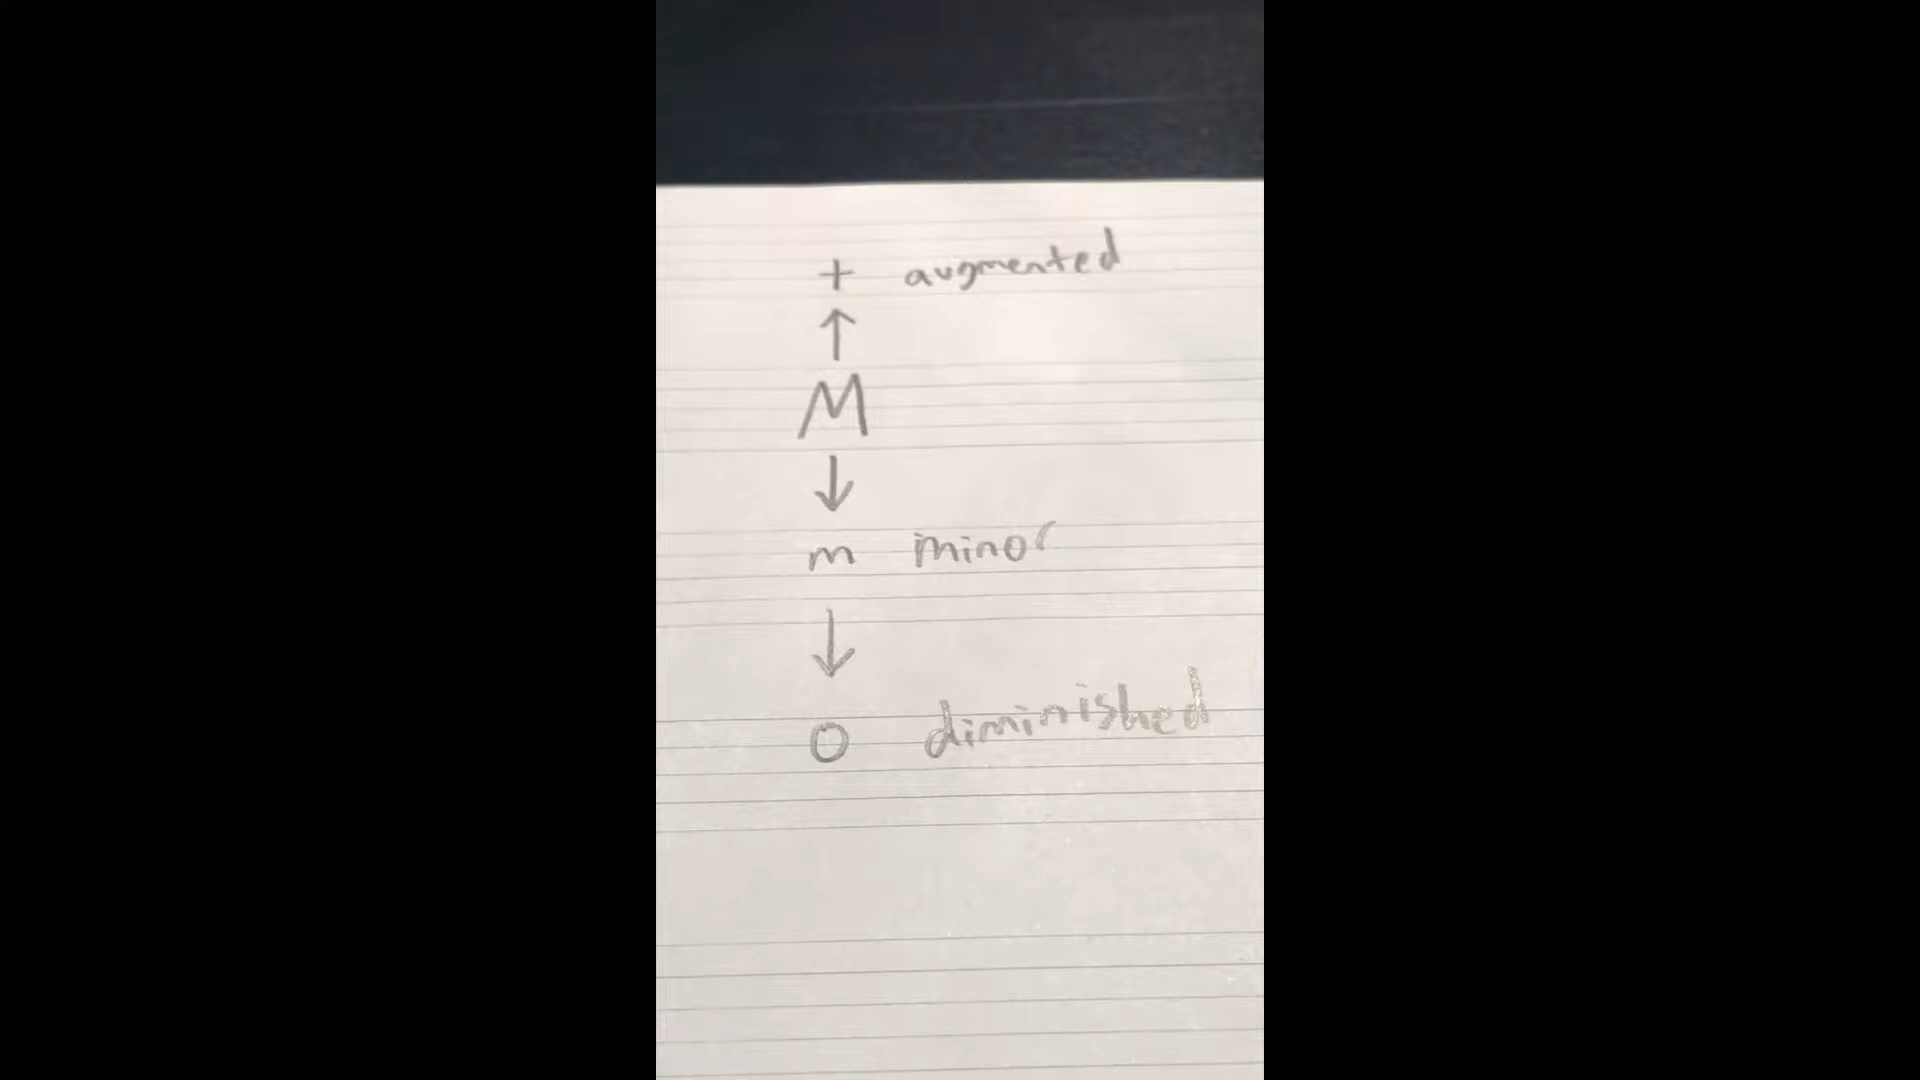 + augmented
↑
M
↓
m minor
↓
O diminished